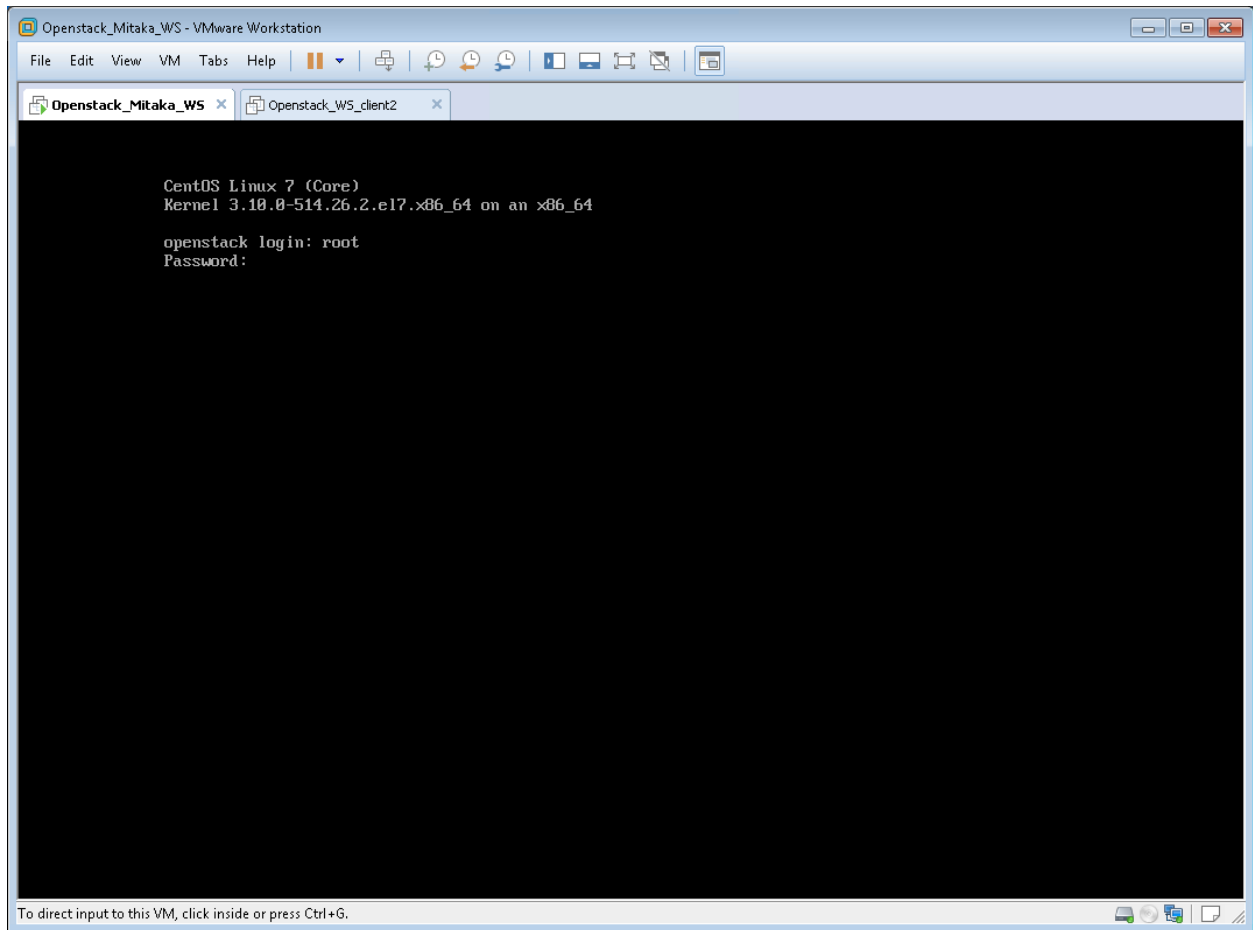 Openstack_Mitaka_WS - VMware Workstation
File Edit View VM Tabs Help
Openstack_Mitaka_WS Openstack_WS_client2
CentOS Linux 7 (Core)
Kernel 3.10.0-514.26.2.el7.x86_64 on an x86_64
openstack login: root
Password:
To direct input to this VM, click inside or press Ctrl+G.